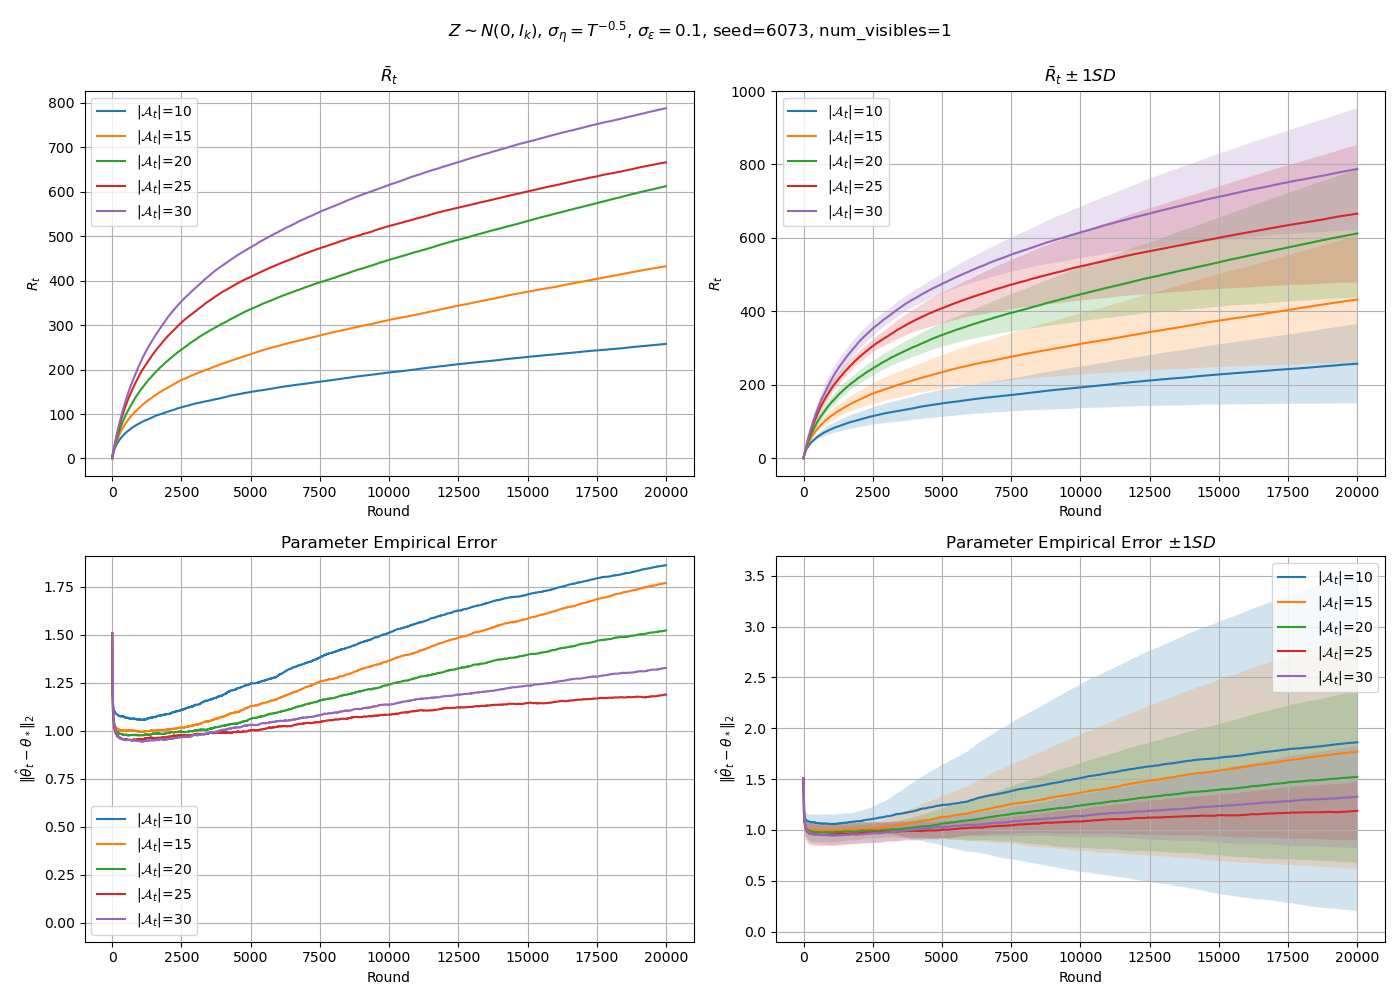 Z ∼ N(0, I_k), σ_η = T^{−0.5}, σ_ε = 0.1, seed=6073, num_visibles=1
R̄_t
800
700
600
500
400
300
200
100
0
R_t
|𝒜_t|=10
|𝒜_t|=15
|𝒜_t|=20
|𝒜_t|=25
|𝒜_t|=30
0 2500 5000 7500 10000 12500 15000 17500 20000
Round
R̄_t ± 1SD
1000
800
600
400
200
0
R_t
|𝒜_t|=10
|𝒜_t|=15
|𝒜_t|=20
|𝒜_t|=25
|𝒜_t|=30
0 2500 5000 7500 10000 12500 15000 17500 20000
Round
Parameter Empirical Error
1.75
1.50
1.25
1.00
0.75
0.50
0.25
0.00
‖θ̂_t − θ_*‖_2
|𝒜_t|=10
|𝒜_t|=15
|𝒜_t|=20
|𝒜_t|=25
|𝒜_t|=30
0 2500 5000 7500 10000 12500 15000 17500 20000
Round
Parameter Empirical Error ±1SD
3.5
3.0
2.5
2.0
1.5
1.0
0.5
0.0
‖θ̂_t − θ_*‖_2
|𝒜_t|=10
|𝒜_t|=15
|𝒜_t|=20
|𝒜_t|=25
|𝒜_t|=30
0 2500 5000 7500 10000 12500 15000 17500 20000
Round